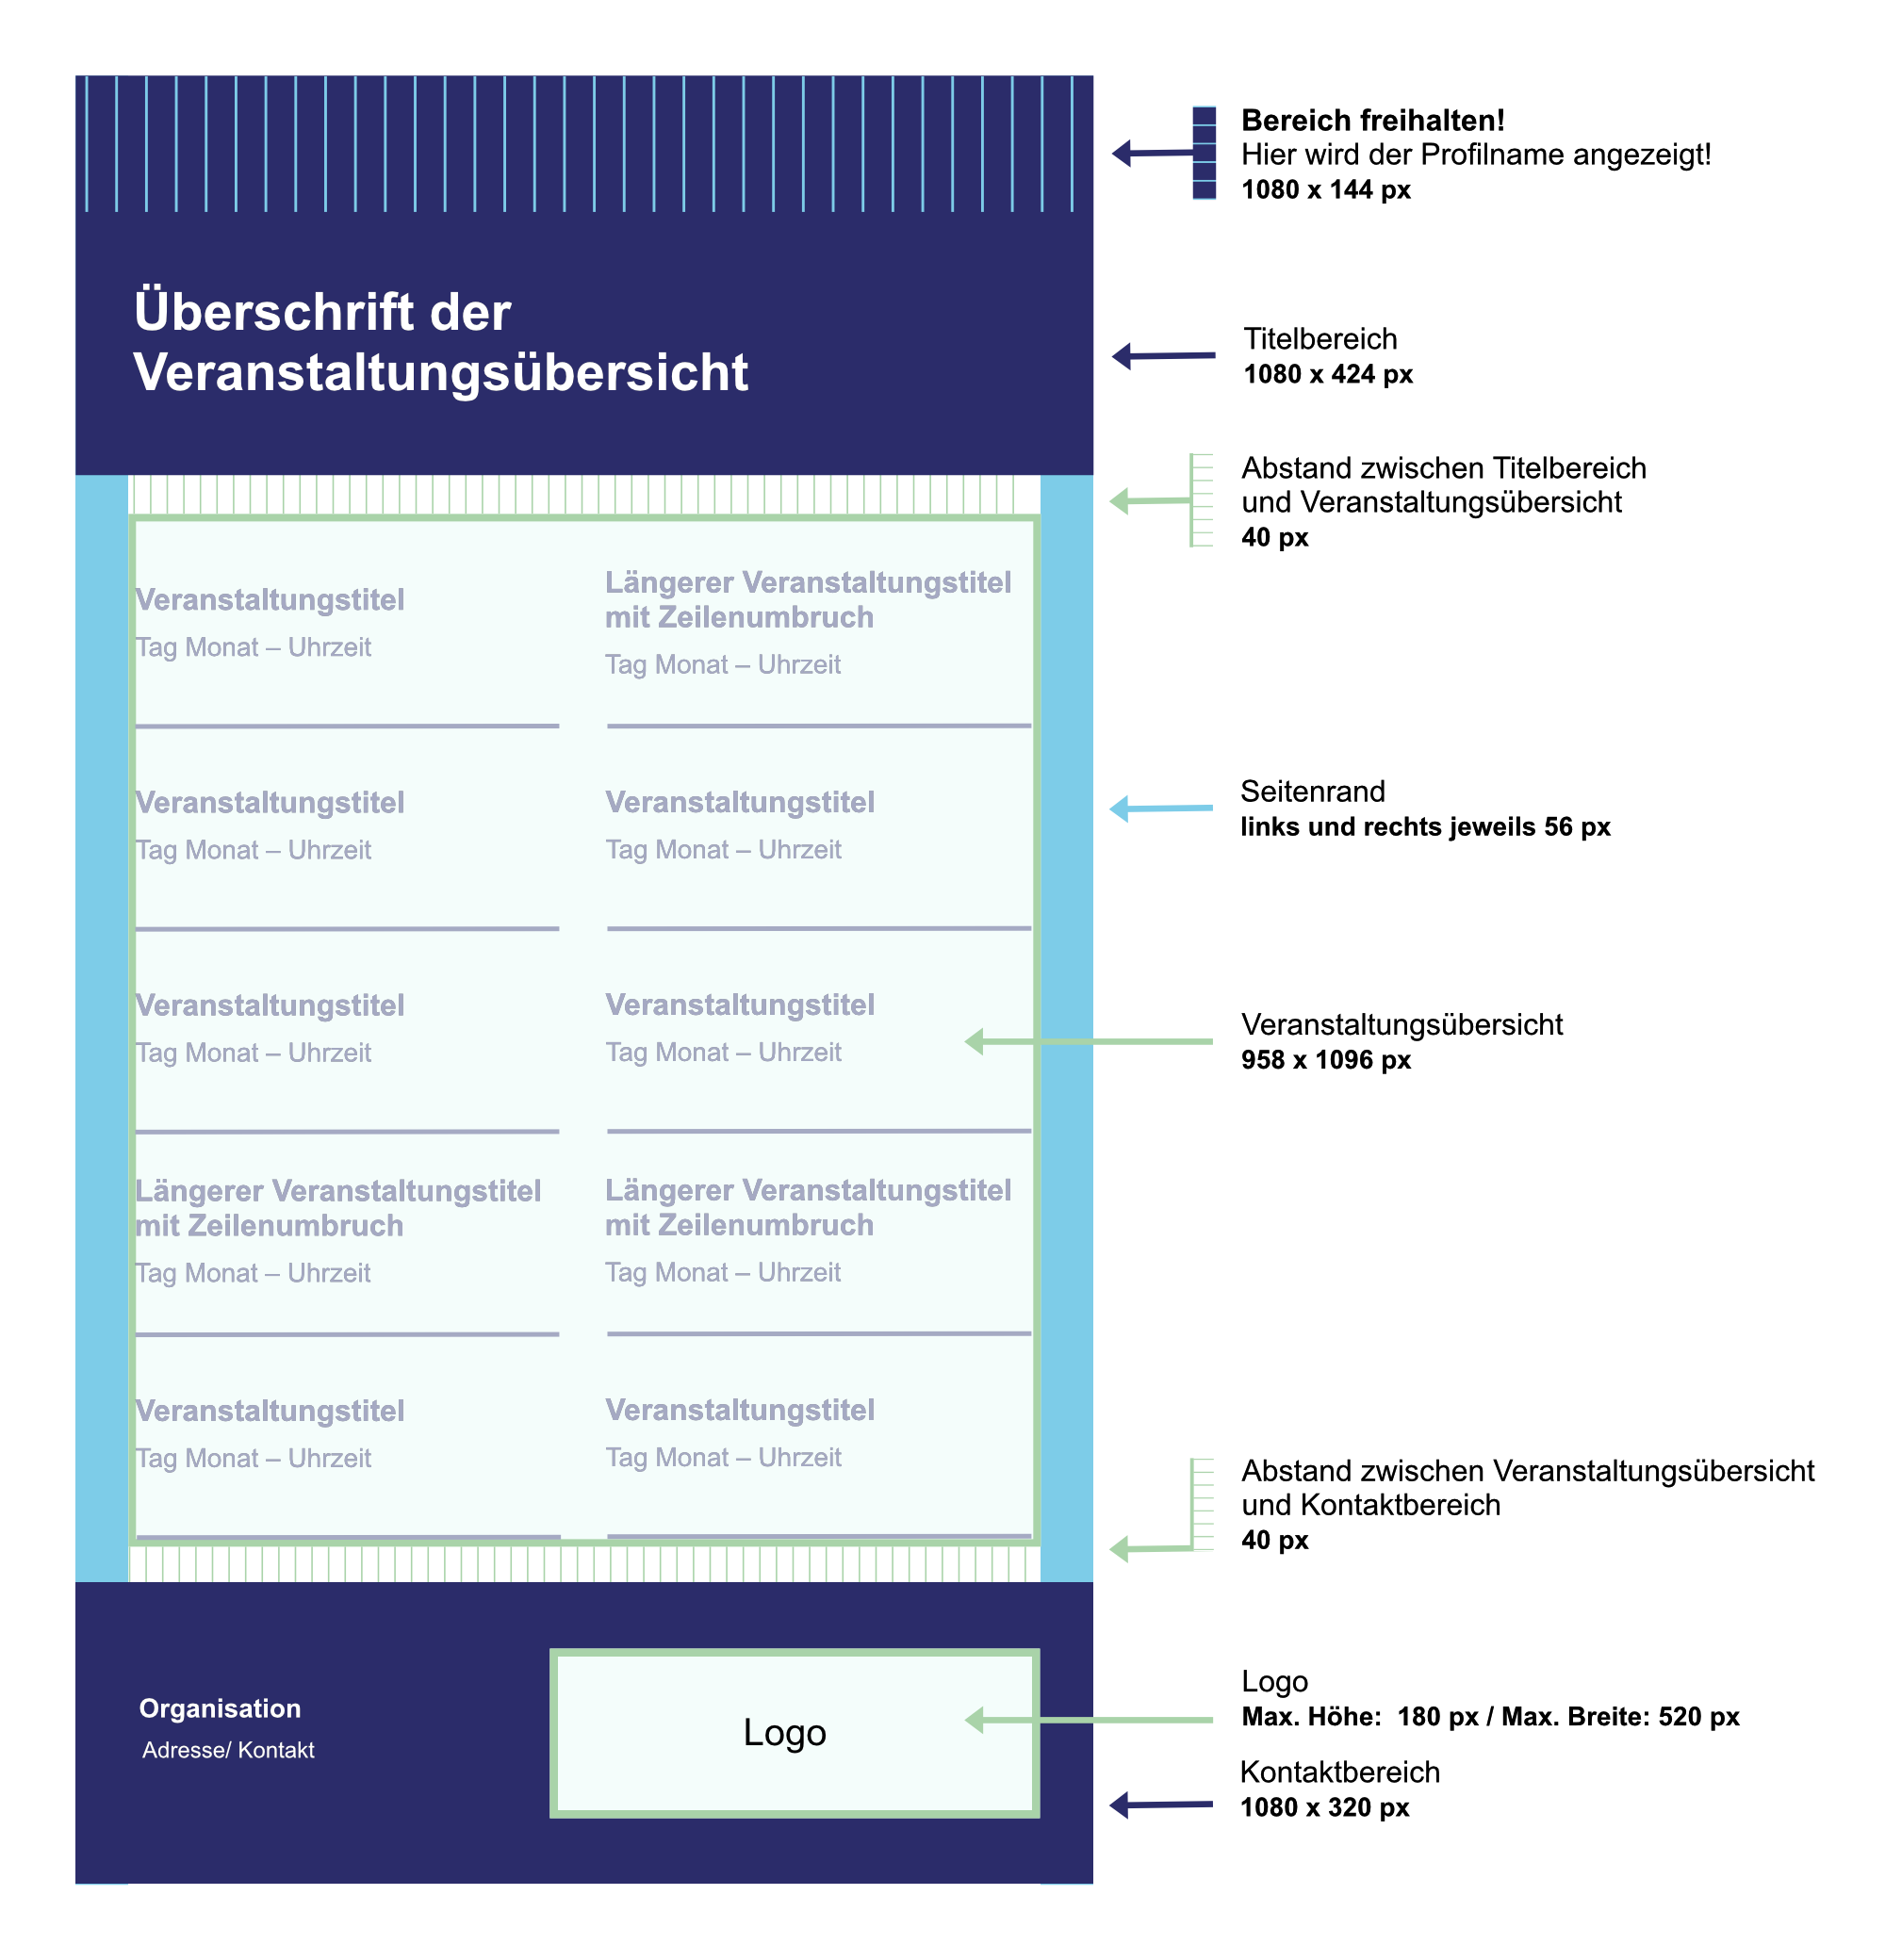 Bereich freihalten!
Hier wird der Profilname angezeigt!
1080 x 144 px
Überschrift der
Veranstaltungsübersicht
Titelbereich
1080 x 424 px
Abstand zwischen Titelbereich
und Veranstaltungsübersicht
40 px
Veranstaltungstitel
Tag Monat – Uhrzeit
Längerer Veranstaltungstitel
mit Zeilenumbruch
Tag Monat – Uhrzeit
Veranstaltungstitel
Tag Monat – Uhrzeit
Veranstaltungstitel
Tag Monat – Uhrzeit
Seitenrand
links und rechts jeweils 56 px
Veranstaltungstitel
Tag Monat – Uhrzeit
Veranstaltungstitel
Tag Monat – Uhrzeit
Veranstaltungsübersicht
958 x 1096 px
Längerer Veranstaltungstitel
mit Zeilenumbruch
Tag Monat – Uhrzeit
Längerer Veranstaltungstitel
mit Zeilenumbruch
Tag Monat – Uhrzeit
Veranstaltungstitel
Tag Monat – Uhrzeit
Veranstaltungstitel
Tag Monat – Uhrzeit
Abstand zwischen Veranstaltungsübersicht
und Kontaktbereich
40 px
Organisation
Adresse/ Kontakt
Logo
Logo
Max. Höhe:  180 px / Max. Breite: 520 px
Kontaktbereich
1080 x 320 px